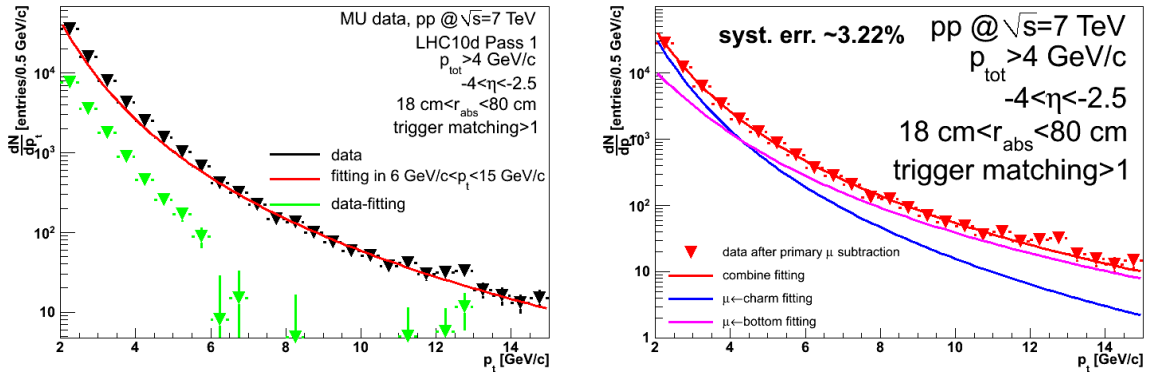 MU data, pp @√s=7 TeV
LHC10d Pass 1
p_tot>4 GeV/c
-4<η<-2.5
18 cm<r_abs<80 cm
trigger matching>1
data
fitting in 6 GeV/c<p_t<15 GeV/c
data-fitting
dN/dp_t [entries/0.5 GeV/c]
10^4
10^3
10^2
10
2 4 6 8 10 12 14
p_t [GeV/c]
syst. err. ~3.22%
pp @√s=7 TeV
p_tot>4 GeV/c
-4<η<-2.5
18 cm<r_abs<80 cm
trigger matching>1
data after primary μ subtraction
combine fitting
μ←charm fitting
μ←bottom fitting
dN/dp_t [entries/0.5 GeV/c]
10^5
10^4
10^3
10^2
10
1
2 4 6 8 10 12 14
p_t [GeV/c]